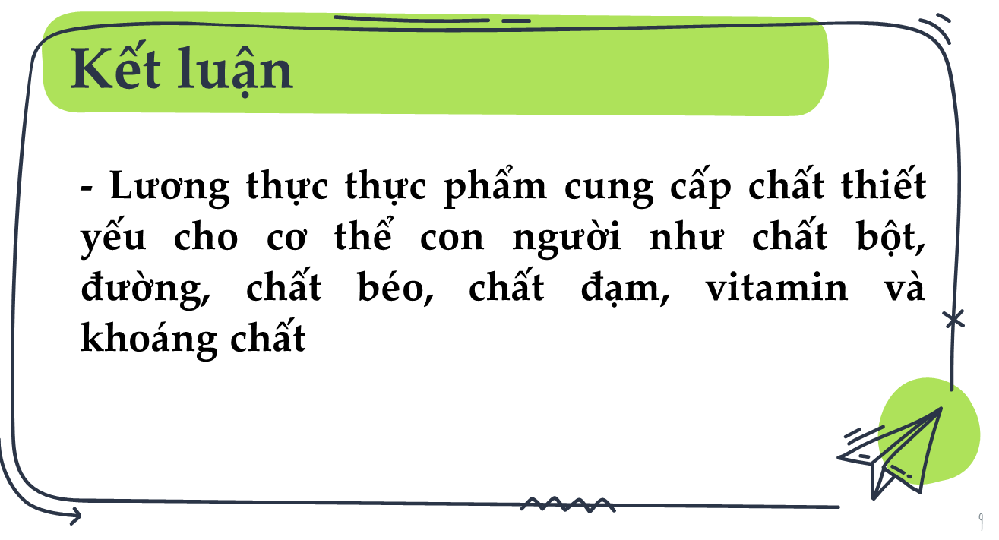 Kết luận
- Lương thực thực phẩm cung cấp chất thiết
yếu cho cơ thể con người như chất bột,
đường, chất béo, chất đạm, vitamin và
khoáng chất
9